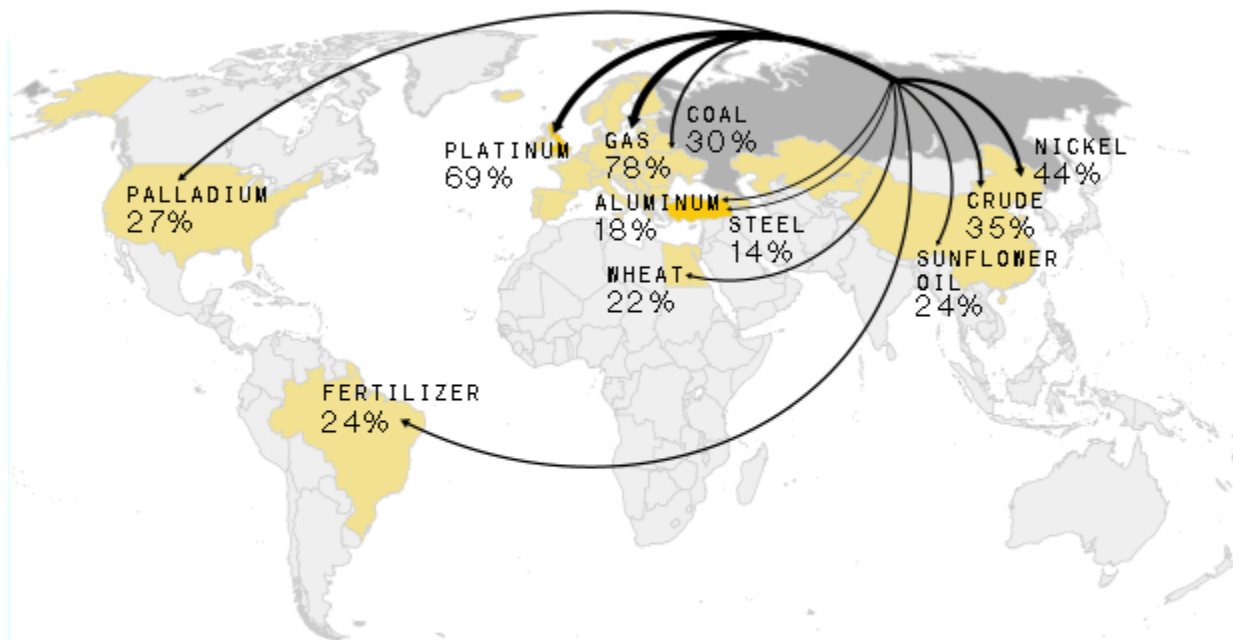 COAL
30%
PLATINUM
69%
GAS
78%
NICKEL
44%
PALLADIUM
27%
ALUMINUM
18%
STEEL
14%
CRUDE
35%
WHEAT
22%
SUNFLOWER
OIL
24%
FERTILIZER
24%